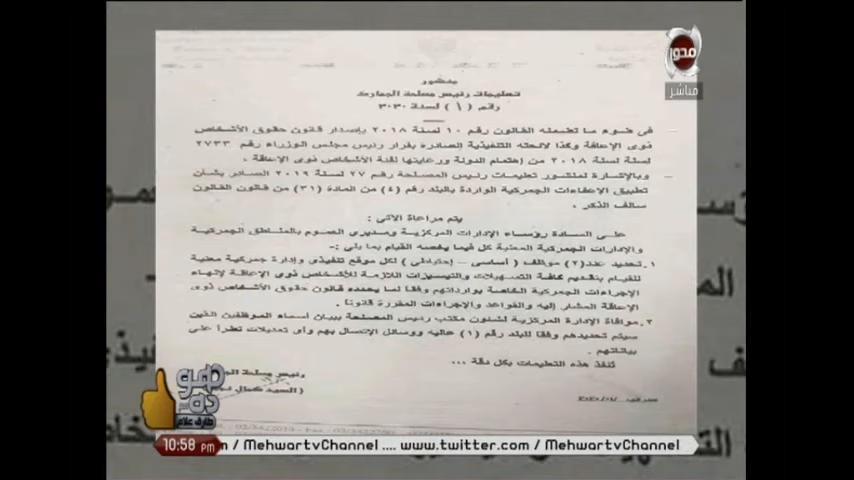 محور
مباشر
منشور
تعليمات رئيس مصلحة الجمارك
رقم (١) لسنة ٢٠٢٠
في ضوء ما تضمنه القانون رقم ١٠ لسنة ٢٠١٨ بإصدار قانون حقوق الأشخاص
ذوى الإعاقة وكذا لائحته التنفيذية الصادرة بقرار رئيس مجلس الوزراء رقم ٢٧٣٣
لسنة لسنة ٢٠١٨ من إهتمام الدولة ورعايتها لفئة الأشخاص ذوى الإعاقة .
وبالإشارة لمنشور تعليمات رئيس المصلحة رقم ٢٧ لسنة ٢٠١٩ الصادر بشأن
تطبيق الإعفاءات الجمركية الواردة بالبند رقم (٤) من المادة (٣١) من قانون القانون
سالف الذكر .
يتم مراعاة الأتى :
على السادة رؤساء الإدارات المركزية ومديرى العموم بالمناطق الجمركية
والإدارات الجمركية المعنية كل فيما يخصه القيام بما يلى :-
١. تحديد عدد (٢) موظف (أساسى – إحتياطى) لكل موقع تنفيذى وإدارة جمركية معنية
للقيام بتقديم كافة التسهيلات والتيسيرات اللازمة للأشخاص ذوى الإعاقة لإنهاء
الإجراءات الجمركية الخاصة بوارداتهم وفقا لما يحدده قانون حقوق الأشخاص ذوى
الإعاقة المشار إليه والقواعد والإجراءات المقررة قانونا .
٢. موافاة الإدارة المركزية لشئون مكتب رئيس المصلحة ببيان أسماء الموظفين الذين
سيتم تحديدهم وفقا للبند رقم (١) عاليه ووسائل الإتصال بهم وأى تعديلات تطرأ على
بياناتهم .
تنفذ هذه التعليمات بكل دقة ...
رئيس مصلحة
( السيد كمال
هو ده
طارق علام
10:58 PM
m / MehwartvChannel .... www.twitter.com / MehwartvChannel